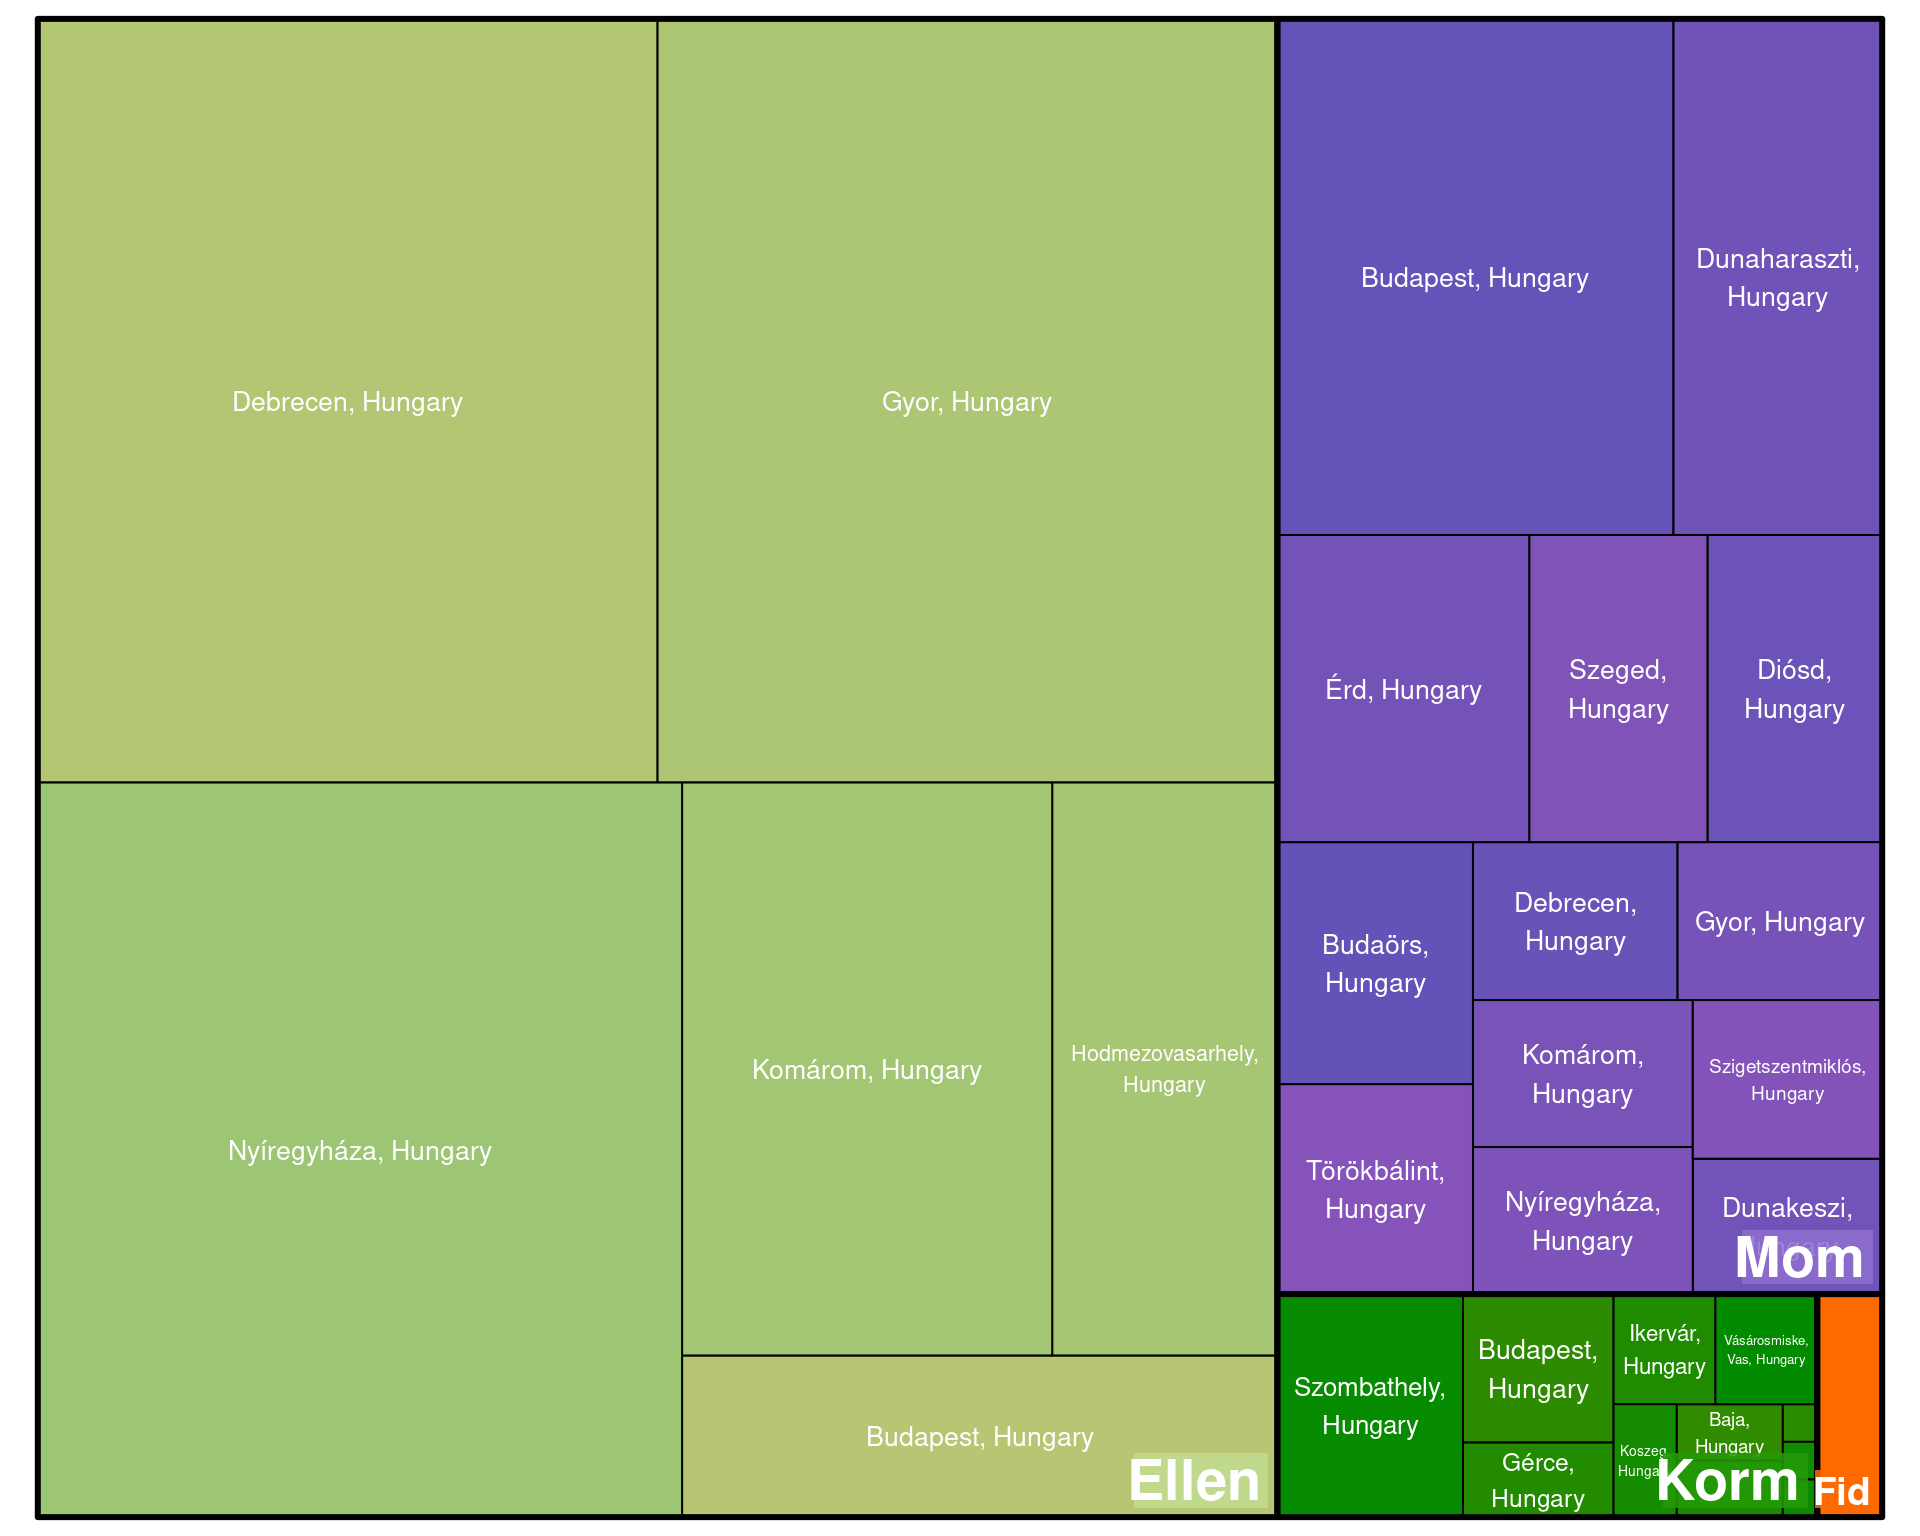 Debrecen, Hungary
Gyor, Hungary
Nyíregyháza, Hungary
Komárom, Hungary
Hodmezovasarhely,
Hungary
Budapest, Hungary
Ellen
Budapest, Hungary
Dunaharaszti,
Hungary
Érd, Hungary
Szeged,
Hungary
Diósd,
Hungary
Budaörs,
Hungary
Debrecen,
Hungary
Gyor, Hungary
Törökbálint,
Hungary
Komárom,
Hungary
Szigetszentmiklós,
Hungary
Nyíregyháza,
Hungary
Dunakeszi,
Mom
Szombathely,
Hungary
Budapest,
Hungary
Gérce,
Hungary
Ikervár,
Hungary
Vásárosmiske,
Vas, Hungary
Koszeg
Baja,
Hungary
Korm
Fid